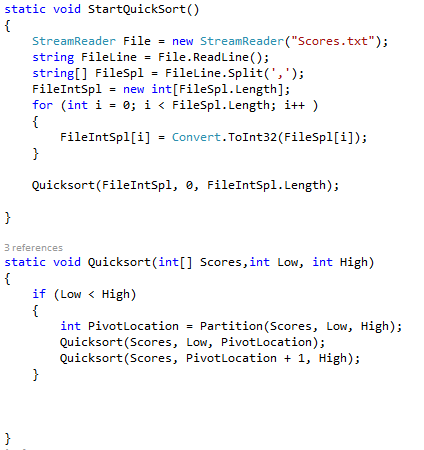 static void StartQuickSort()
{
StreamReader File = new StreamReader("Scores.txt");
string FileLine = File.ReadLine();
string[] FileSpl = FileLine.Split(',');
FileIntSpl = new int[FileSpl.Length];
for (int i = 0; i < FileSpl.Length; i++ )
{
FileIntSpl[i] = Convert.ToInt32(FileSpl[i]);
}
Quicksort(FileIntSpl, 0, FileIntSpl.Length);
}
3 references
static void Quicksort(int[] Scores,int Low, int High)
{
if (Low < High)
{
int PivotLocation = Partition(Scores, Low, High);
Quicksort(Scores, Low, PivotLocation);
Quicksort(Scores, PivotLocation + 1, High);
}
}